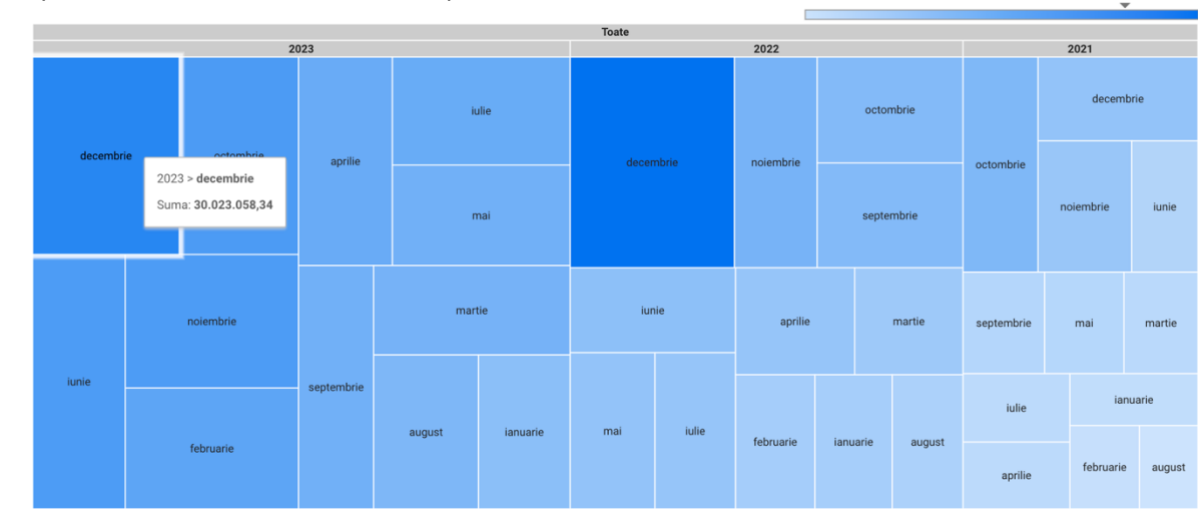 Toate
2023
2022
2021
decembrie
octombrie
aprilie
iulie
mai
2023 > decembrie
Suma: 30.023.058,34
iunie
noiembrie
februarie
septembrie
martie
august
ianuarie
decembrie
noiembrie
octombrie
septembrie
iunie
aprilie
martie
mai
iulie
februarie
ianuarie
august
octombrie
decembrie
noiembrie
iunie
septembrie
mai
martie
iulie
ianuarie
aprilie
februarie
august